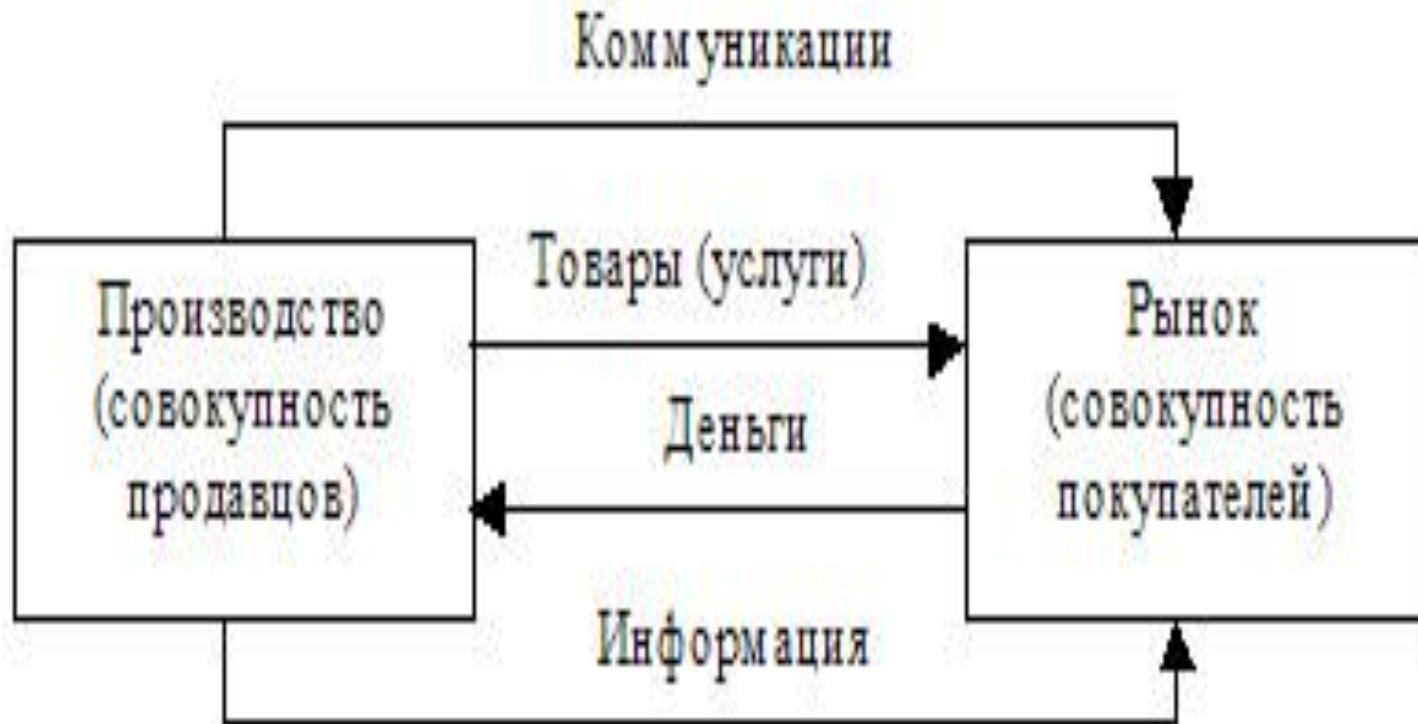 Коммуникации
Товары (услуги)
Производство
(совокупность
продавцов)
Деньги
Рынок
(совокупность
покупателей)
Информация